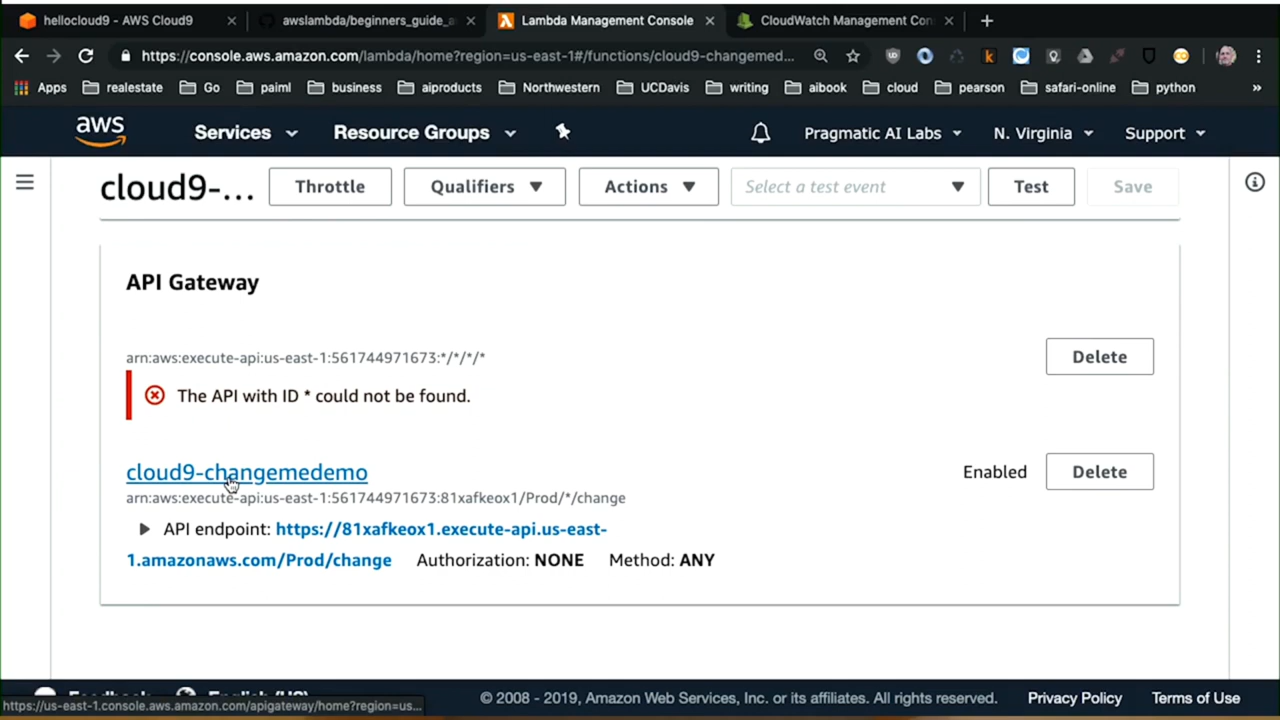 hellocloud9 - AWS Cloud9
awslambda/beginners_guide_a
Lambda Management Console
CloudWatch Management Con
https://console.aws.amazon.com/lambda/home?region=us-east-1#/functions/cloud9-changemed...
Apps realestate Go paiml business aiproducts Northwestern UCDavis writing aibook cloud pearson safari-online python »
aws Services Resource Groups Pragmatic AI Labs N. Virginia Support
cloud9-... Throttle Qualifiers Actions Select a test event Test Save
API Gateway
arn:aws:execute-api:us-east-1:561744971673:*/*/*/*
Delete
The API with ID * could not be found.
cloud9-changemedemo
Enabled Delete
arn:aws:execute-api:us-east-1:561744971673:81xafkeox1/Prod/*/change
API endpoint: https://81xafkeox1.execute-api.us-east-
1.amazonaws.com/Prod/change Authorization: NONE Method: ANY
Feedback English (US) © 2008 - 2019, Amazon Web Services, Inc. or its affiliates. All rights reserved. Privacy Policy Terms of Use
https://us-east-1.console.aws.amazon.com/apigateway/home?region=us...